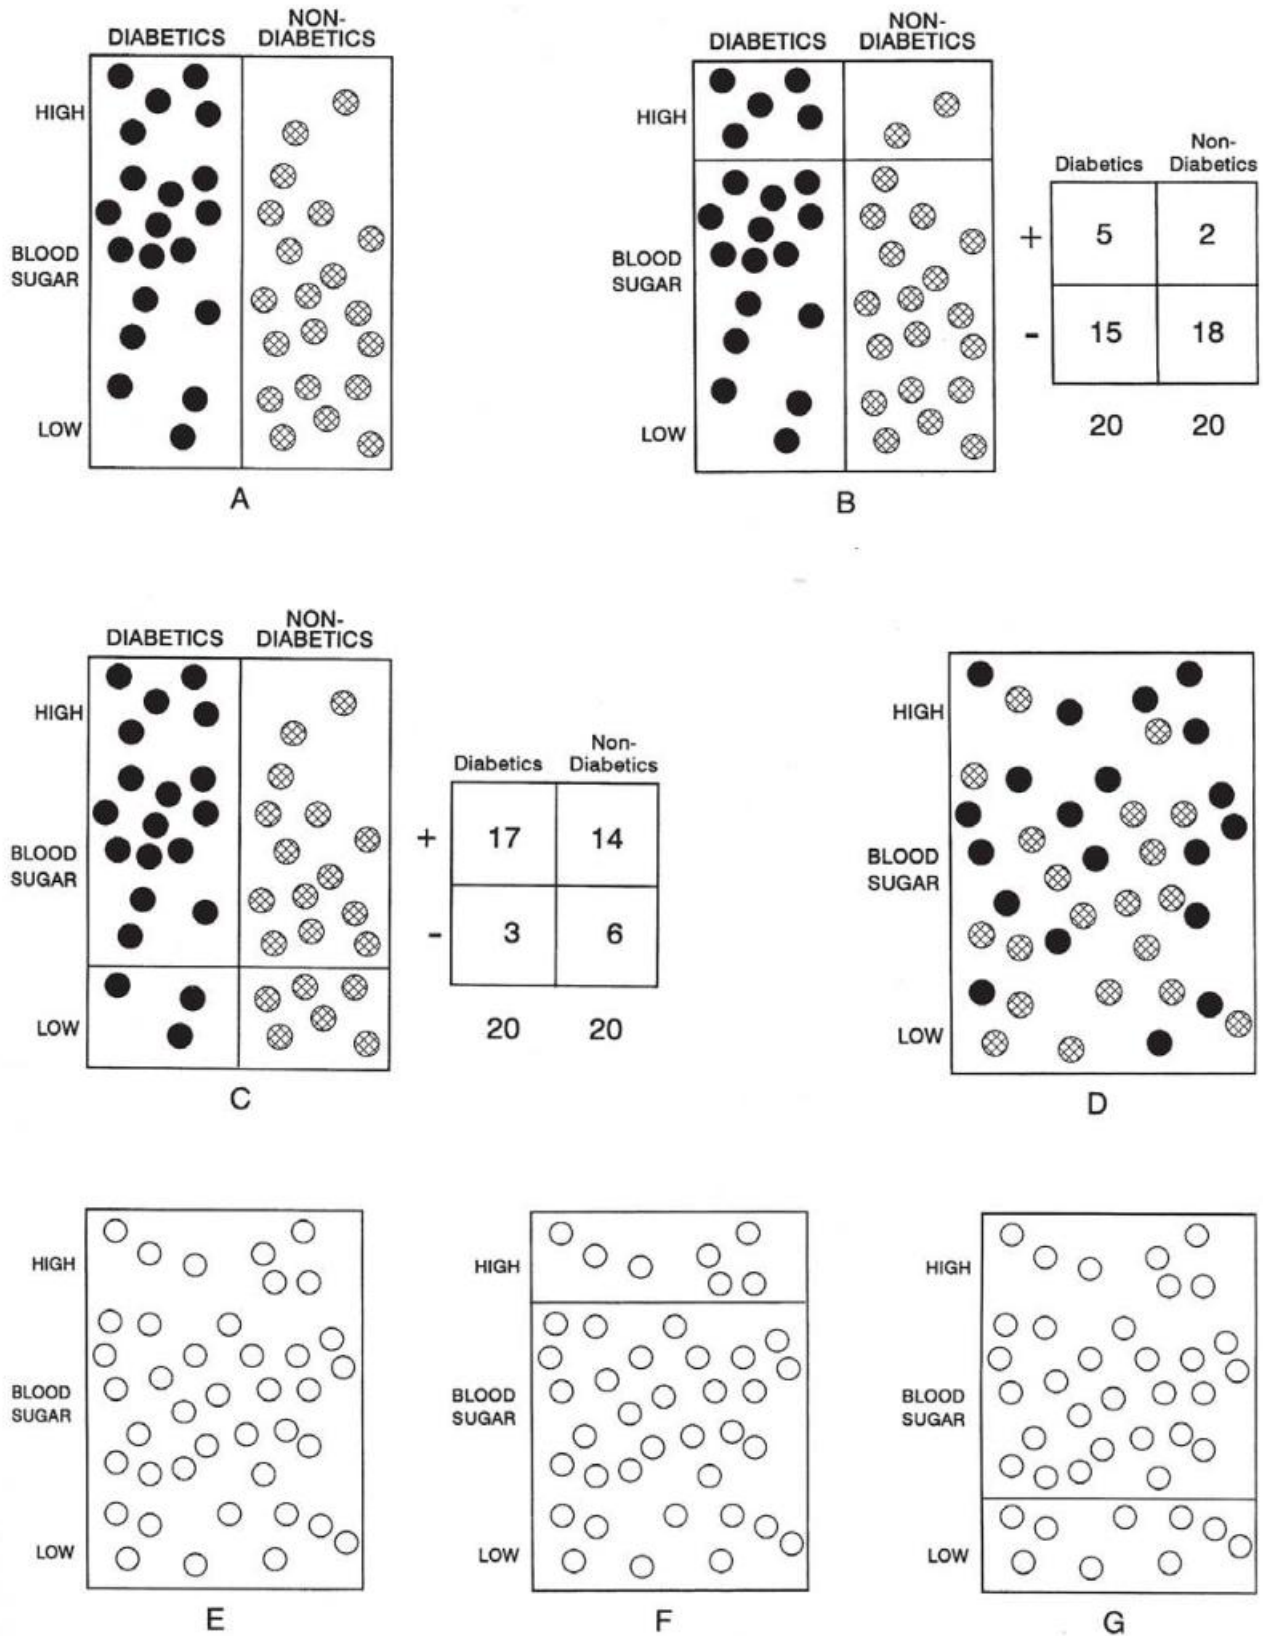 DIABETICS
NON-
DIABETICS
HIGH
BLOOD
SUGAR
LOW
A
DIABETICS
NON-
DIABETICS
HIGH
BLOOD
SUGAR
LOW
B
Diabetics
Non-
Diabetics
+ 5 2
- 15 18
20 20
DIABETICS
NON-
DIABETICS
HIGH
BLOOD
SUGAR
LOW
C
Diabetics
Non-
Diabetics
+ 17 14
- 3 6
20 20
HIGH
BLOOD
SUGAR
LOW
D
HIGH
BLOOD
SUGAR
LOW
E
HIGH
BLOOD
SUGAR
LOW
F
HIGH
BLOOD
SUGAR
LOW
G